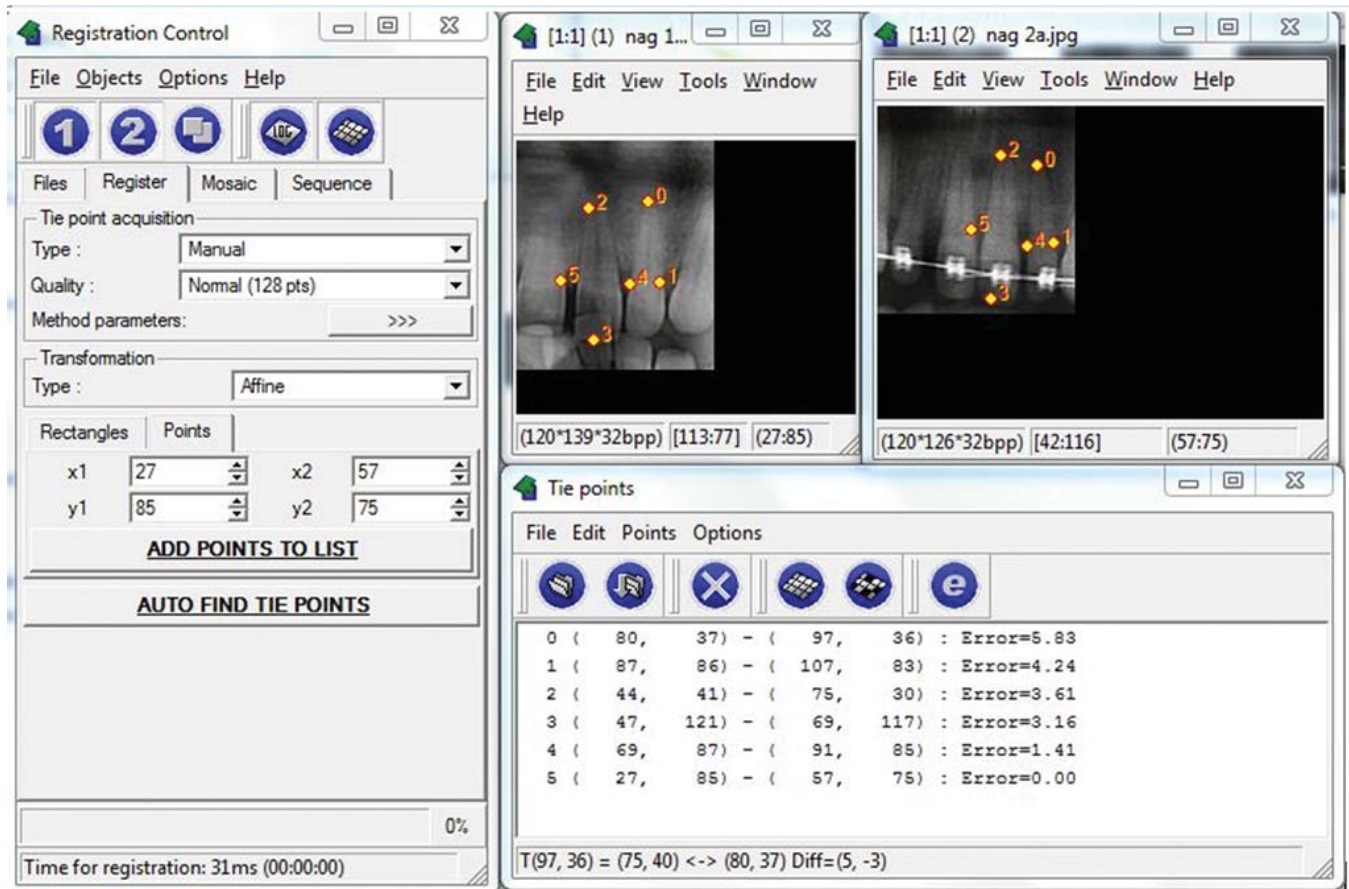 Registration Control
File Objects Options Help
1 2 LOG
Files Register Mosaic Sequence
Tie point acquisition
Type : Manual
Quality : Normal (128 pts)
Method parameters: >>>
Transformation
Type : Affine
Rectangles Points
x1 27 x2 57
y1 85 y2 75
ADD POINTS TO LIST
AUTO FIND TIE POINTS
0%
Time for registration: 31ms (00:00:00)
[1:1] (1) nag 1...
File Edit View Tools Window
Help
2 0
5 4 1
3
(120*139*32bpp) [113:77] (27:85)
[1:1] (2) nag 2a.jpg
File Edit View Tools Window Help
2 0
5
4 1
3
(120*126*32bpp) [42:116] (57:75)
Tie points
File Edit Points Options
e
0 ( 80, 37) - ( 97, 36) : Error=5.83
1 ( 87, 86) - ( 107, 83) : Error=4.24
2 ( 44, 41) - ( 75, 30) : Error=3.61
3 ( 47, 121) - ( 69, 117) : Error=3.16
4 ( 69, 87) - ( 91, 85) : Error=1.41
5 ( 27, 85) - ( 57, 75) : Error=0.00
T(97, 36) = (75, 40) <-> (80, 37) Diff=(5, -3)